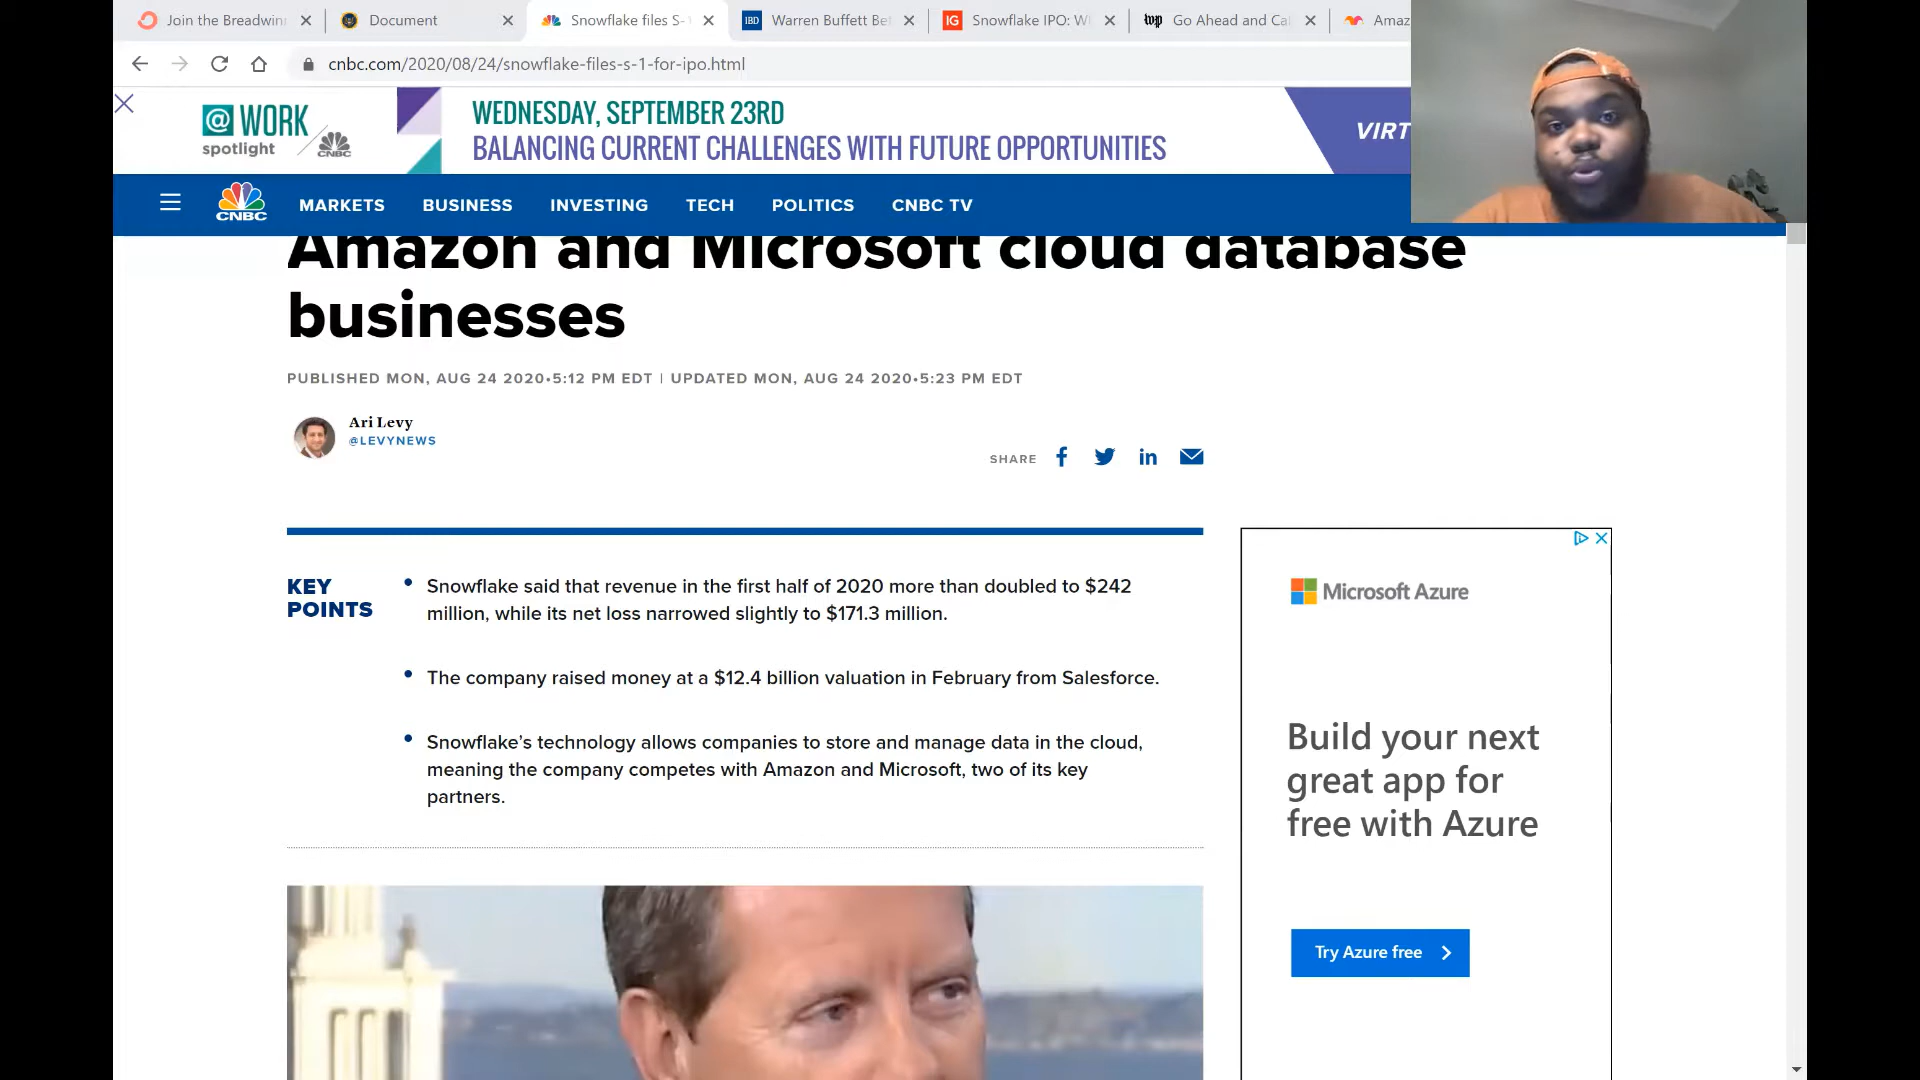 Join the Breadwin
Document
Snowflake files S-1
IBD
Warren Buffett Be
IG
Snowflake IPO: W
wp
Go Ahead and Ca
Amaz
cnbc.com/2020/08/24/snowflake-files-s-1-for-ipo.html
@WORK
spotlight
CNBC
WEDNESDAY, SEPTEMBER 23RD
BALANCING CURRENT CHALLENGES WITH FUTURE OPPORTUNITIES
VIRT
CNBC
MARKETS
BUSINESS
INVESTING
TECH
POLITICS
CNBC TV
Amazon and Microsoft cloud database
businesses
PUBLISHED MON, AUG 24 2020•5:12 PM EDT | UPDATED MON, AUG 24 2020•5:23 PM EDT
Ari Levy
@LEVYNEWS
SHARE
KEY
POINTS
Snowflake said that revenue in the first half of 2020 more than doubled to $242
million, while its net loss narrowed slightly to $171.3 million.
The company raised money at a $12.4 billion valuation in February from Salesforce.
Snowflake’s technology allows companies to store and manage data in the cloud,
meaning the company competes with Amazon and Microsoft, two of its key
partners.
Microsoft Azure
Build your next
great app for
free with Azure
Try Azure free